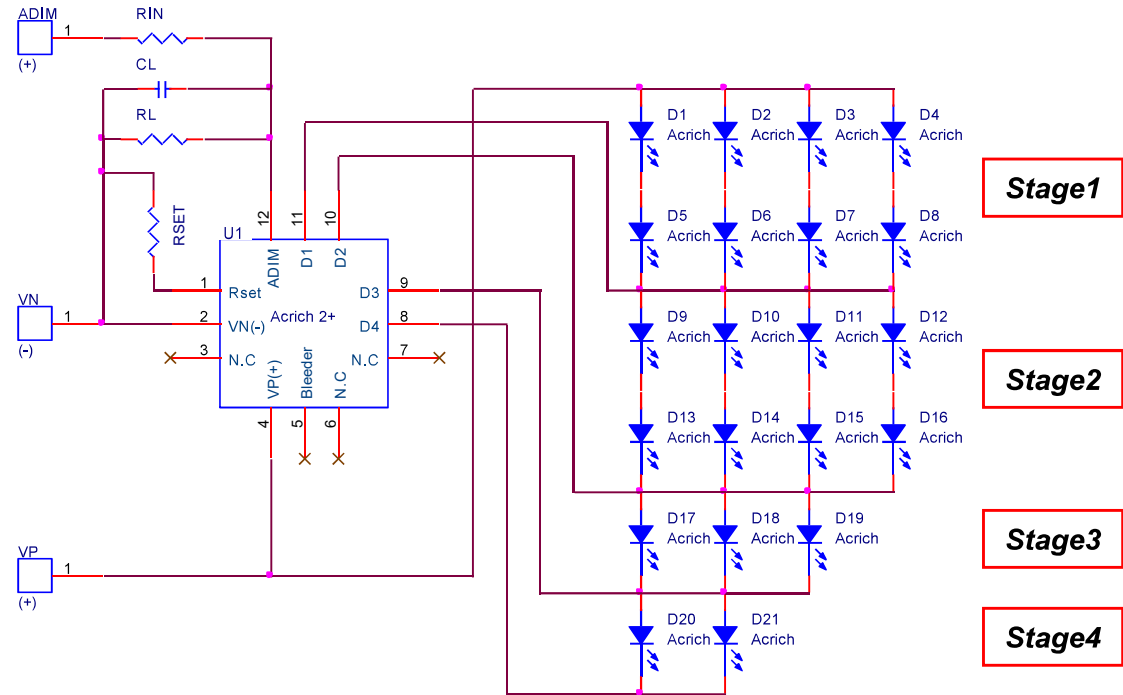 ADIM
1
(+)
RIN
CL
RL
RSET
VN
1
(-)
VP
1
(+)
U1
Acrich 2+
1
Rset
2
VN(-)
3
N.C
4
VP(+)
5
Bleeder
6
N.C
7
N.C
8
D4
9
D3
10
D2
11
D1
12
ADIM
D1
Acrich
D2
Acrich
D3
Acrich
D4
Acrich
D5
Acrich
D6
Acrich
D7
Acrich
D8
Acrich
Stage1
D9
Acrich
D10
Acrich
D11
Acrich
D12
Acrich
D13
Acrich
D14
Acrich
D15
Acrich
D16
Acrich
Stage2
D17
Acrich
D18
Acrich
D19
Acrich
Stage3
D20
Acrich
D21
Acrich
Stage4